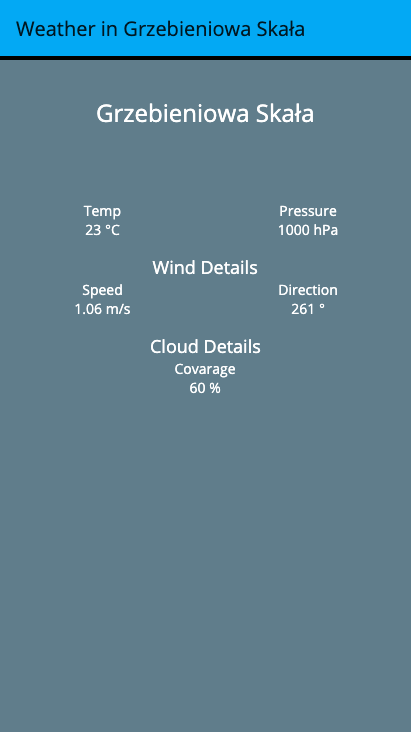 Weather in Grzebieniowa Skała
Grzebieniowa Skała
Temp Pressure
23 °C 1000 hPa
Wind Details
Speed Direction
1.06 m/s 261 °
Cloud Details
Covarage
60 %